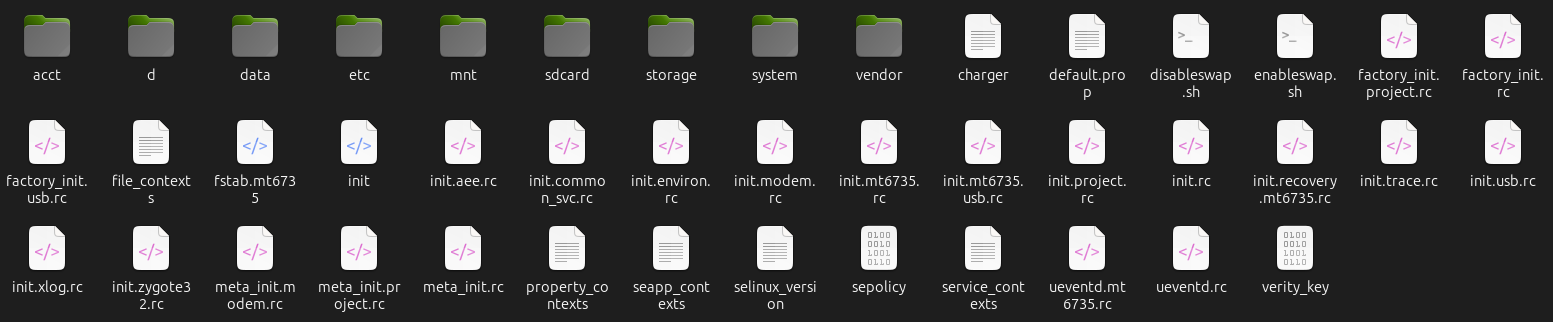 acct d data etc mnt sdcard storage system vendor charger default.pro disableswap enableswap. factory_init. factory_init.
p .sh sh project.rc rc
factory_init. file_context fstab.mt673 init init.aee.rc init.commo init.environ. init.modem. init.mt6735. init.mt6735. init.project. init.rc init.recovery init.trace.rc init.usb.rc
usb.rc s 5 n_svc.rc rc rc rc usb.rc rc .mt6735.rc
init.xlog.rc init.zygote3 meta_init.m meta_init.pr meta_init.rc property_co seapp_cont selinux_versi sepolicy service_cont ueventd.mt ueventd.rc verity_key
2.rc odem.rc oject.rc ntexts exts on exts 6735.rc